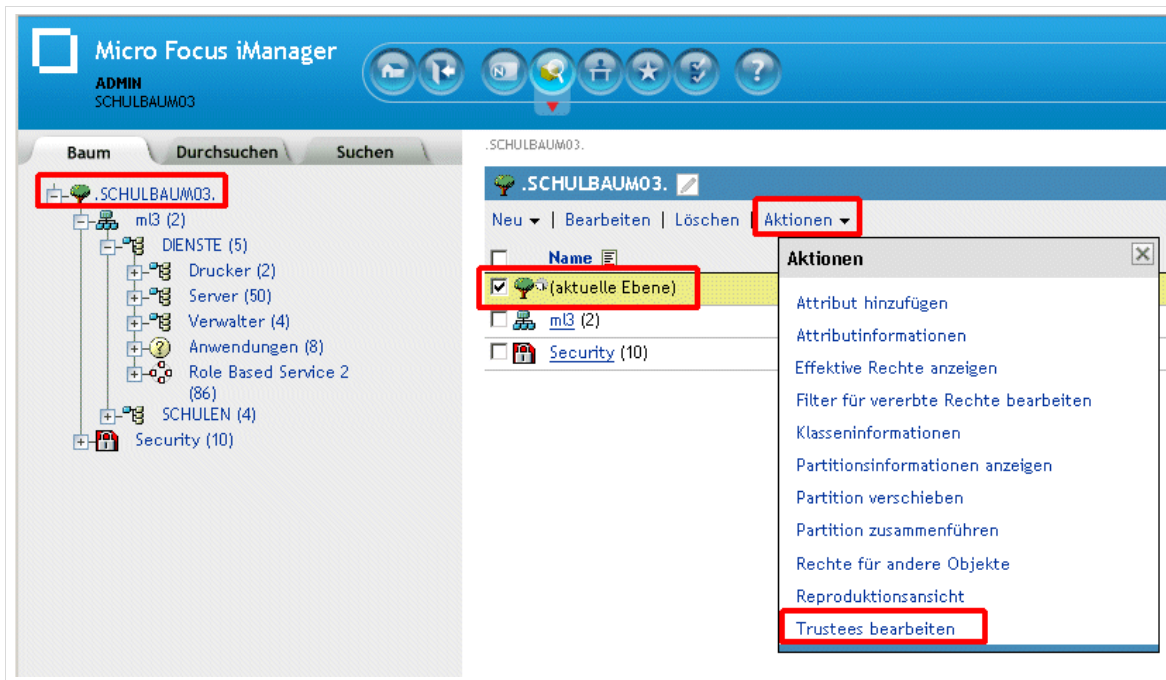 Micro Focus iManager
ADMIN
SCHULBAUM03
N
?
Baum
Durchsuchen
Suchen
.SCHULBAUM03.
ml3 (2)
DIENSTE (5)
Drucker (2)
Server (50)
Verwalter (4)
? Anwendungen (8)
Role Based Service 2
(86)
SCHULEN (4)
Security (10)
.SCHULBAUM03.
.SCHULBAUM03.
Neu | Bearbeiten | Löschen | Aktionen
Name
(aktuelle Ebene)
ml3 (2)
Security (10)
Aktionen
Attribut hinzufügen
Attributinformationen
Effektive Rechte anzeigen
Filter für vererbte Rechte bearbeiten
Klasseninformationen
Partitionsinformationen anzeigen
Partition verschieben
Partition zusammenführen
Rechte für andere Objekte
Reproduktionsansicht
Trustees bearbeiten